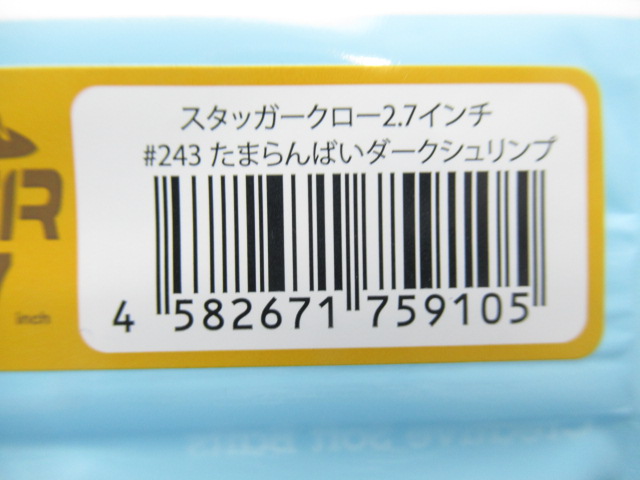 スタッガークロー2.7インチ
#243 たまらんばいダークシュリンプ
4 582671 759105
inch